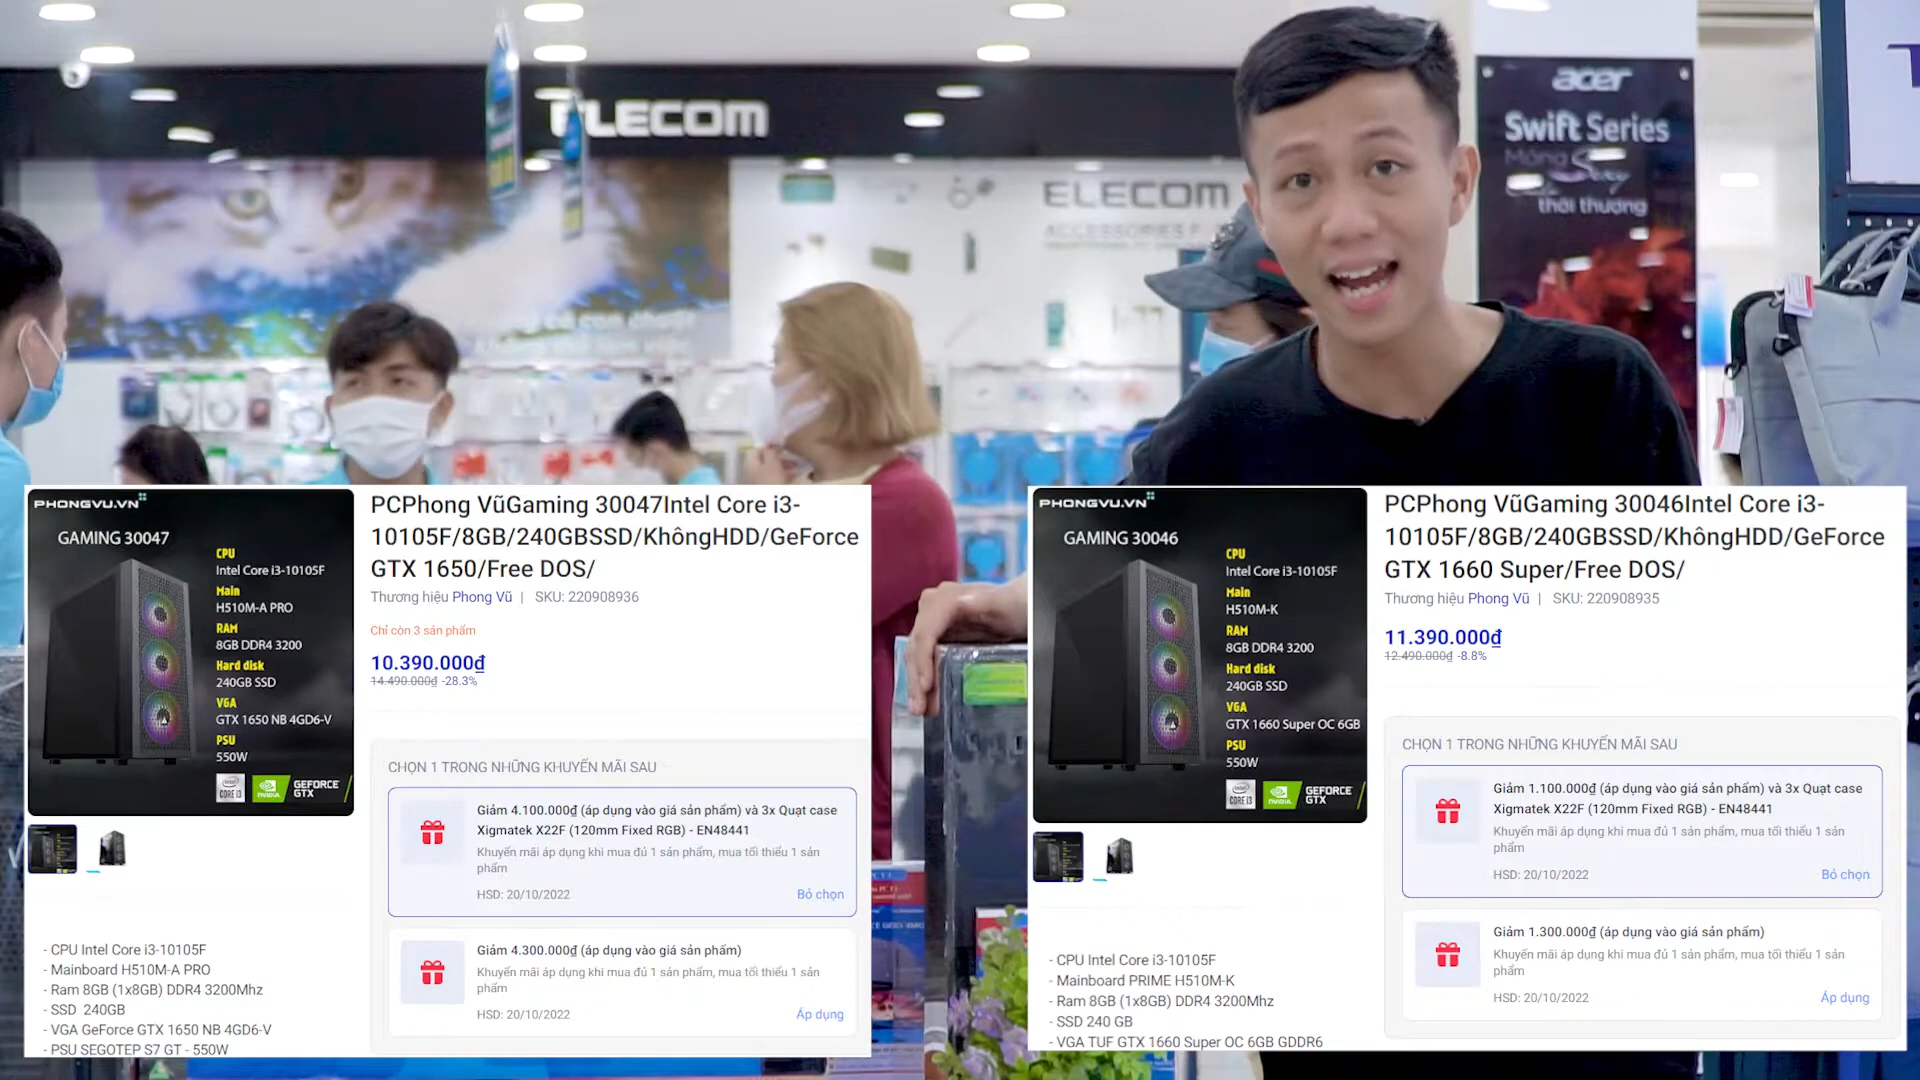 ELECOM
ELECOM
acer
Swift Series
Mỏng
Sexy
thời thượng
PHONGVU.VN
GAMING 30047
CPU
Intel Core i3-10105F
Main
H510M-A PRO
RAM
8GB DDR4 3200
Hard disk
240GB SSD
VGA
GTX 1650 NB 4GD6-V
PSU
550W
CORE i3
NVIDIA
GEFORCE
GTX
PCPhong VũGaming 30047Intel Core i3-
10105F/8GB/240GBSSD/KhôngHDD/GeForce
GTX 1650/Free DOS/
Thương hiệu Phong Vũ | SKU: 220908936
Chỉ còn 3 sản phẩm
10.390.000₫
14.490.000₫ -28.3%
CHỌN 1 TRONG NHỮNG KHUYẾN MÃI SAU
Giảm 4.100.000₫ (áp dụng vào giá sản phẩm) và 3x Quạt case
Xigmatek X22F (120mm Fixed RGB) - EN48441
Khuyến mãi áp dụng khi mua đủ 1 sản phẩm, mua tối thiểu 1 sản
phẩm
HSD: 20/10/2022
Bỏ chọn
Giảm 4.300.000₫ (áp dụng vào giá sản phẩm)
Khuyến mãi áp dụng khi mua đủ 1 sản phẩm, mua tối thiểu 1 sản
phẩm
HSD: 20/10/2022
Áp dụng
- CPU Intel Core i3-10105F
- Mainboard H510M-A PRO
- Ram 8GB (1x8GB) DDR4 3200Mhz
- SSD 240GB
- VGA GeForce GTX 1650 NB 4GD6-V
- PSU SEGOTEP S7 GT - 550W
PHONGVU.VN
GAMING 30046
CPU
Intel Core i3-10105F
Main
H510M-K
RAM
8GB DDR4 3200
Hard disk
240GB SSD
VGA
GTX 1660 Super OC 6GB
PSU
550W
CORE i3
NVIDIA
GEFORCE
GTX
PCPhong VũGaming 30046Intel Core i3-
10105F/8GB/240GBSSD/KhôngHDD/GeForce
GTX 1660 Super/Free DOS/
Thương hiệu Phong Vũ | SKU: 220908935
11.390.000₫
12.490.000₫ -8.8%
CHỌN 1 TRONG NHỮNG KHUYẾN MÃI SAU
Giảm 1.100.000₫ (áp dụng vào giá sản phẩm) và 3x Quạt case
Xigmatek X22F (120mm Fixed RGB) - EN48441
Khuyến mãi áp dụng khi mua đủ 1 sản phẩm, mua tối thiểu 1 sản
phẩm
HSD: 20/10/2022
Bỏ chọn
Giảm 1.300.000₫ (áp dụng vào giá sản phẩm)
Khuyến mãi áp dụng khi mua đủ 1 sản phẩm, mua tối thiểu 1 sản
phẩm
HSD: 20/10/2022
Áp dụng
- CPU Intel Core i3-10105F
- Mainboard PRIME H510M-K
- Ram 8GB (1x8GB) DDR4 3200Mhz
- SSD 240 GB
- VGA TUF GTX 1660 Super OC 6GB GDDR6